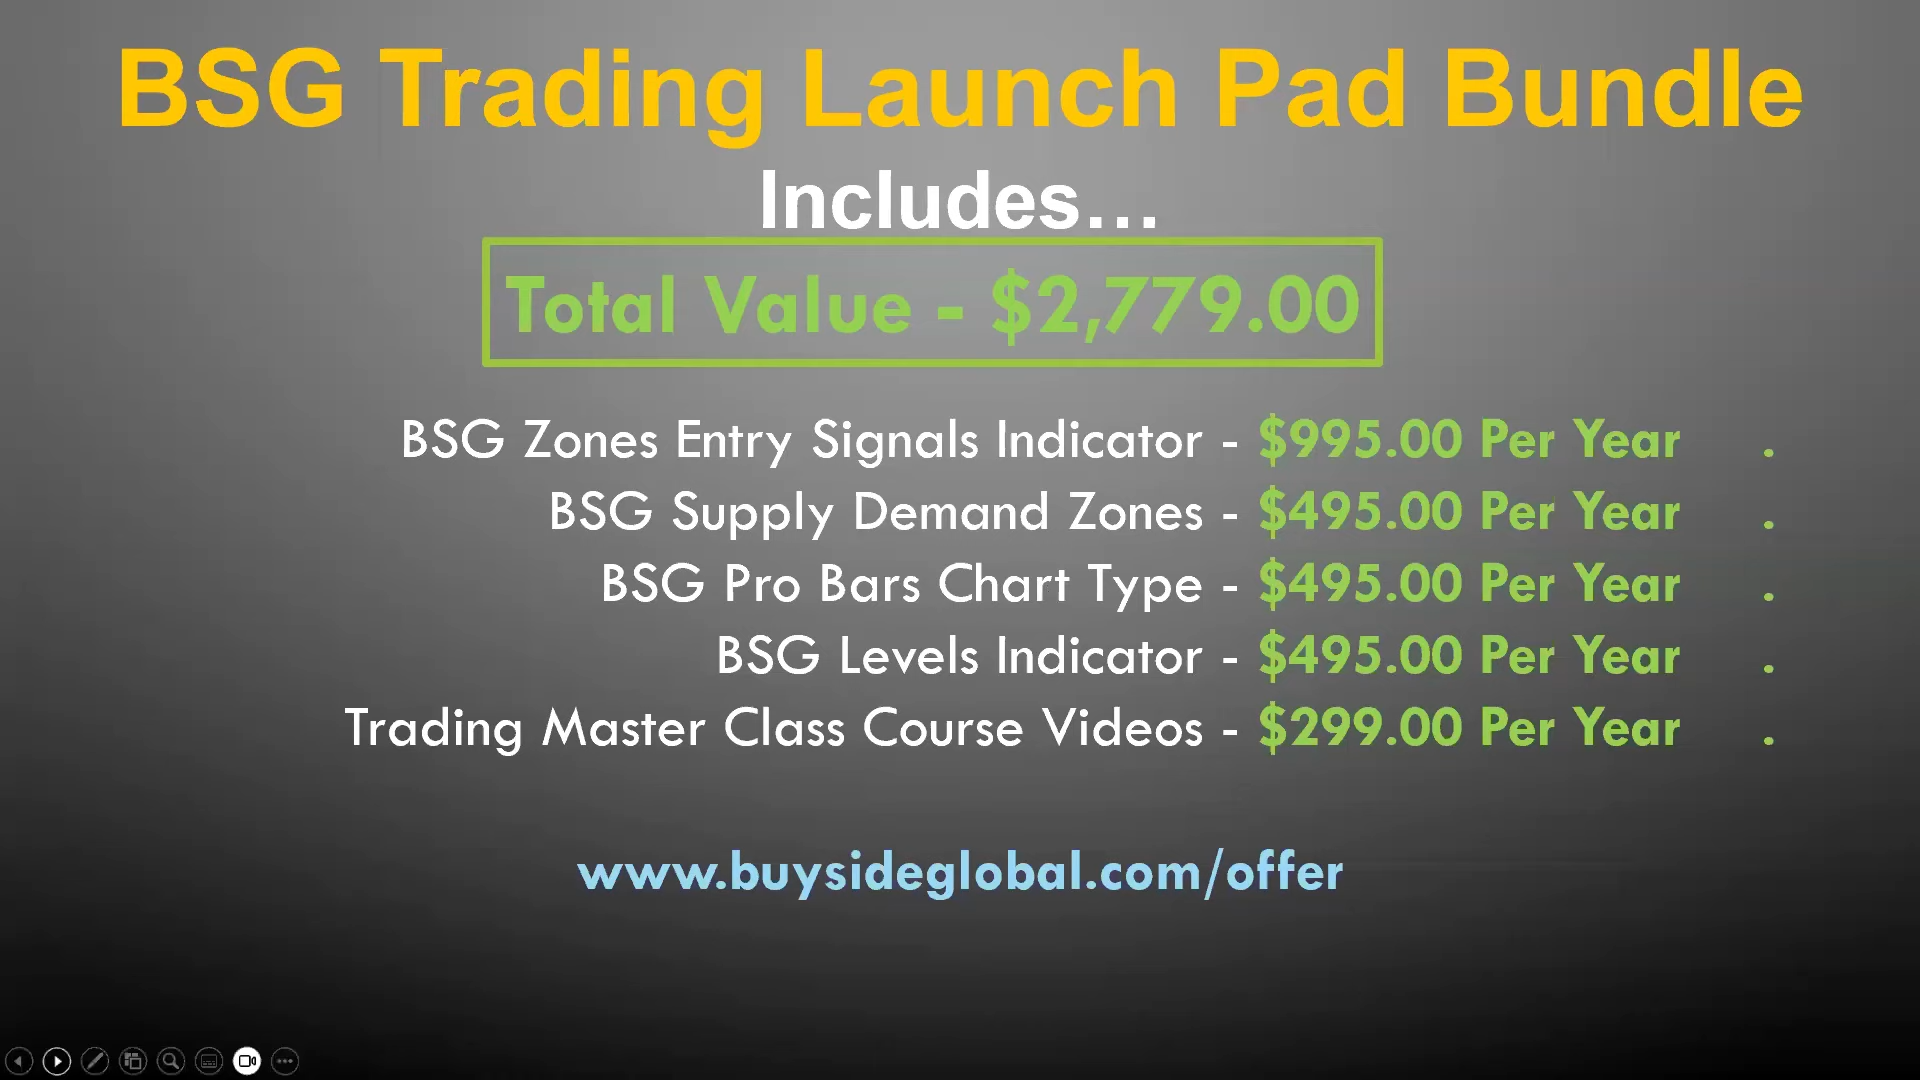 BSG Trading Launch Pad Bundle
Includes…
Total Value - $2,779.00
BSG Zones Entry Signals Indicator - $995.00 Per Year .
BSG Supply Demand Zones - $495.00 Per Year .
BSG Pro Bars Chart Type - $495.00 Per Year .
BSG Levels Indicator - $495.00 Per Year .
Trading Master Class Course Videos - $299.00 Per Year .
www.buysideglobal.com/offer